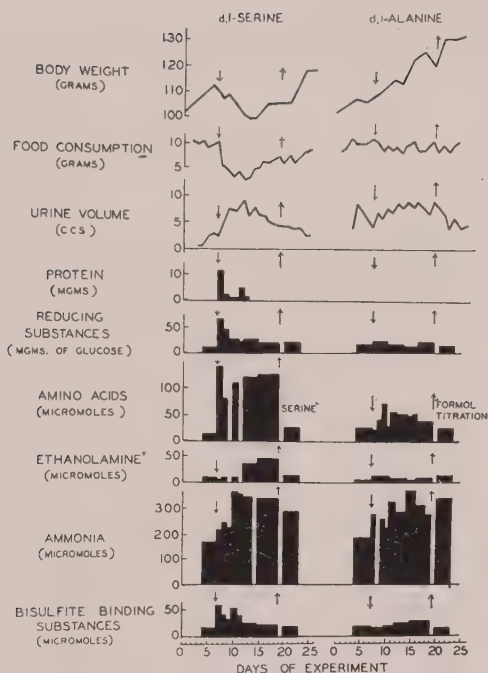 d,l-SERINE d,l-ALANINE
130
BODY WEIGHT 120
(GRAMS) 110
100
FOOD CONSUMPTION 10
(GRAMS) 5
10
URINE VOLUME 5
(CCS) 0
PROTEIN 10
(MGMS) 0
REDUCING
SUBSTANCES 50
(MGMS. OF GLUCOSE) 0
AMINO ACIDS 100
(MICROMOLES) 50
0
SERINE* FORMOL
TITRATION
ETHANOLAMINE* 50
(MICROMOLES) 0
AMMONIA 300
(MICROMOLES) 200
100
0
BISULFITE BINDING
SUBSTANCES 50
(MICROMOLES) 0
0 5 10 15 20 25 0 5 10 15 20 25
DAYS OF EXPERIMENT